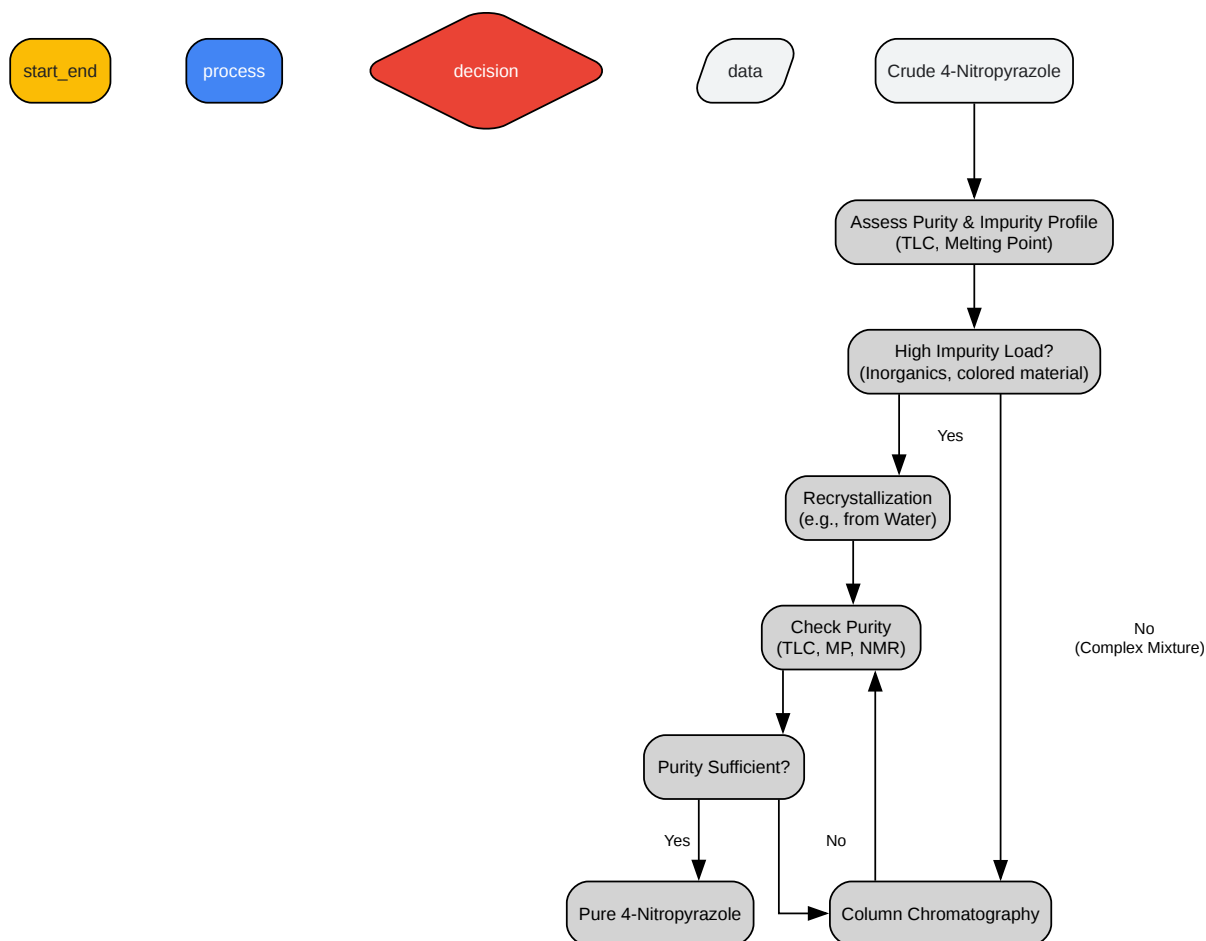 start_end
process
decision
data
Crude 4-Nitropyrazole
Assess Purity & Impurity Profile
(TLC, Melting Point)
High Impurity Load?
(Inorganics, colored material)
Yes
Recrystallization
(e.g., from Water)
Check Purity
(TLC, MP, NMR)
No
(Complex Mixture)
Purity Sufficient?
Yes
No
Pure 4-Nitropyrazole
Column Chromatography